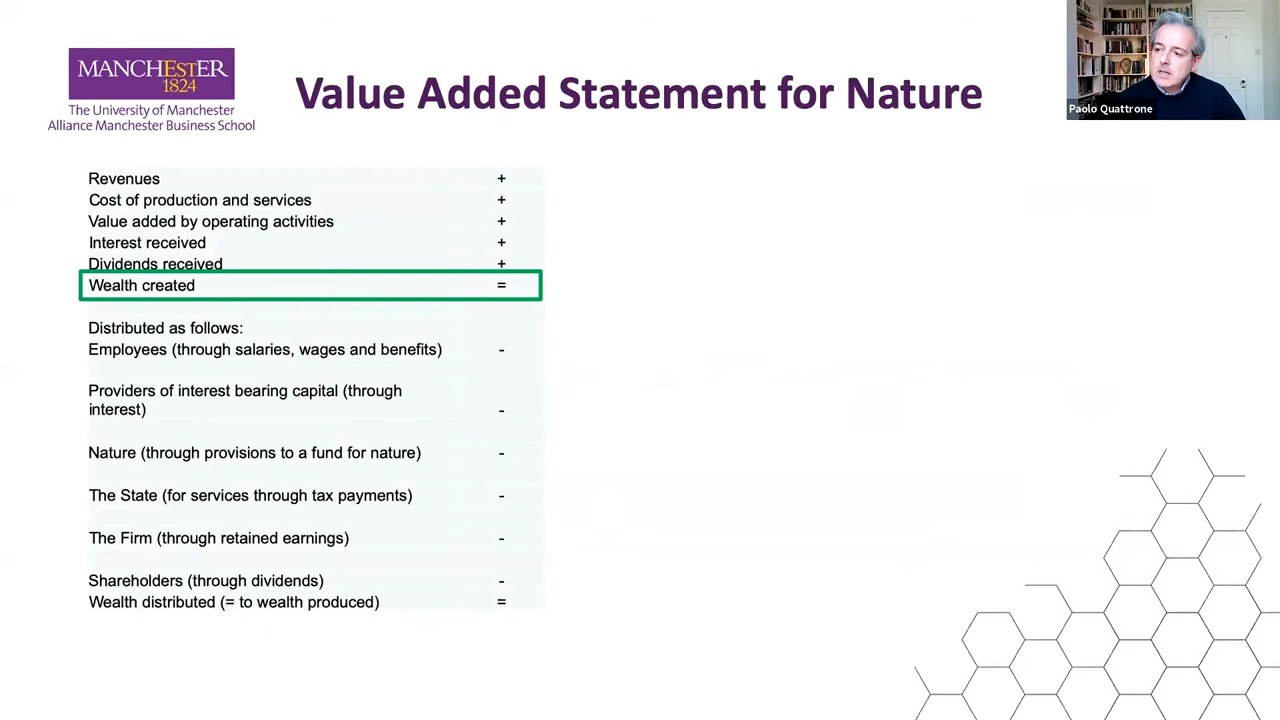 MANCHESTER
1824
The University of Manchester
Alliance Manchester Business School
Value Added Statement for Nature
Paolo Quattrone
Revenues +
Cost of production and services +
Value added by operating activities +
Interest received +
Dividends received +
Wealth created =
Distributed as follows:
Employees (through salaries, wages and benefits) -
Providers of interest bearing capital (through
interest) -
Nature (through provisions to a fund for nature) -
The State (for services through tax payments) -
The Firm (through retained earnings) -
Shareholders (through dividends) -
Wealth distributed (= to wealth produced) =